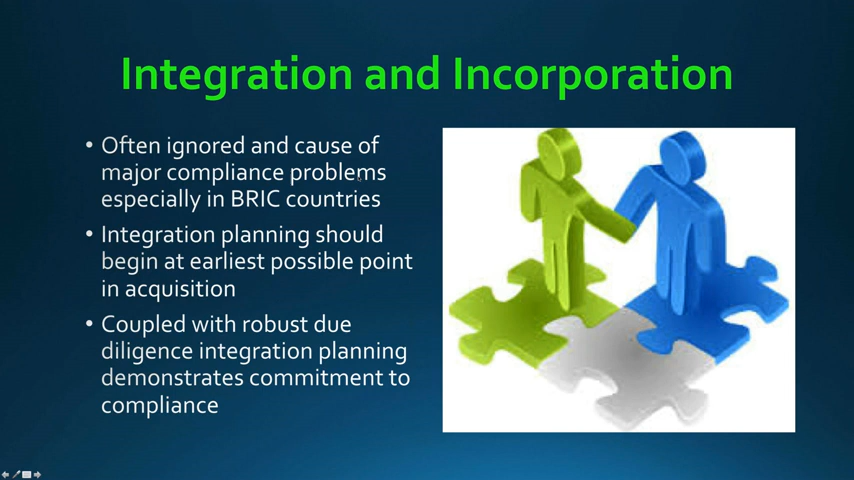 Integration and Incorporation
• Often ignored and cause of
major compliance problems
especially in BRIC countries
• Integration planning should
begin at earliest possible point
in acquisition
• Coupled with robust due
diligence integration planning
demonstrates commitment to
compliance